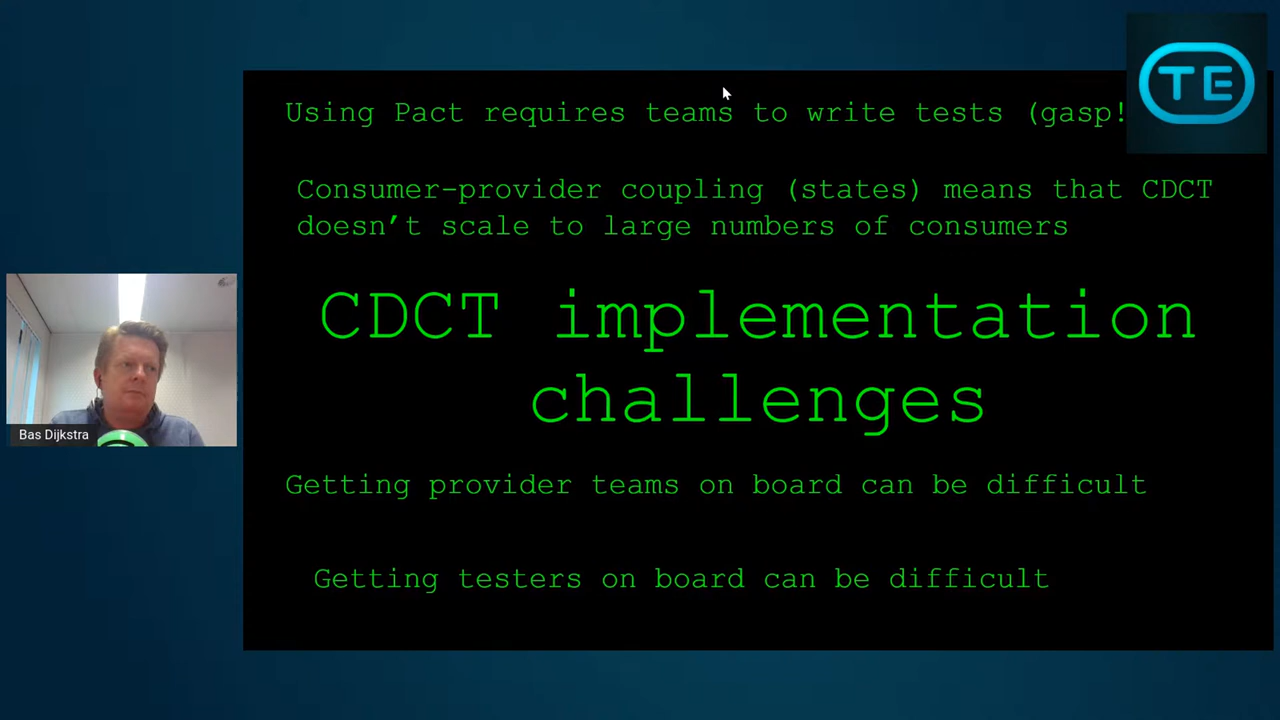 Using Pact requires teams to write tests (gasp!
TE
Consumer-provider coupling (states) means that CDCT
doesn't scale to large numbers of consumers
CDCT implementation
challenges
Bas Dijkstra
Getting provider teams on board can be difficult
Getting testers on board can be difficult